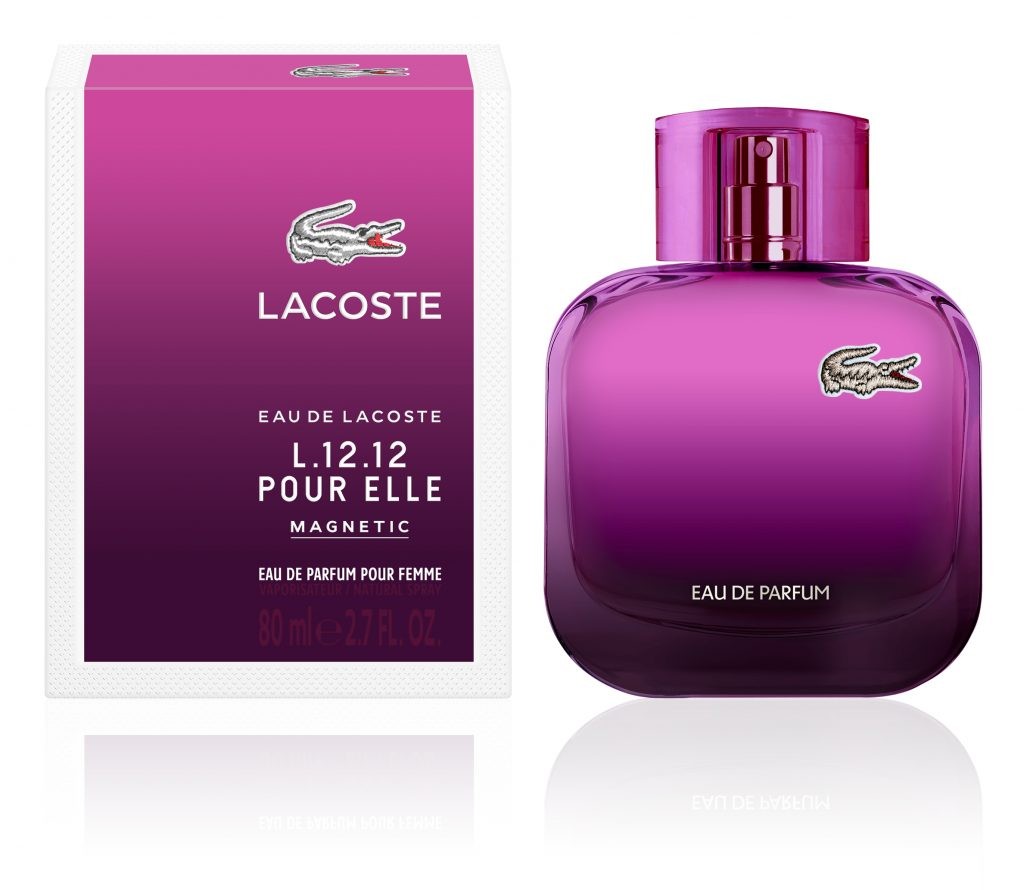 LACOSTE
EAU DE LACOSTE
L.12.12
POUR ELLE
MAGNETIC
EAU DE PARFUM POUR FEMME
VAPORISATEUR / NATURAL SPRAY
80 ml e 2.7 FL. OZ.
EAU DE PARFUM